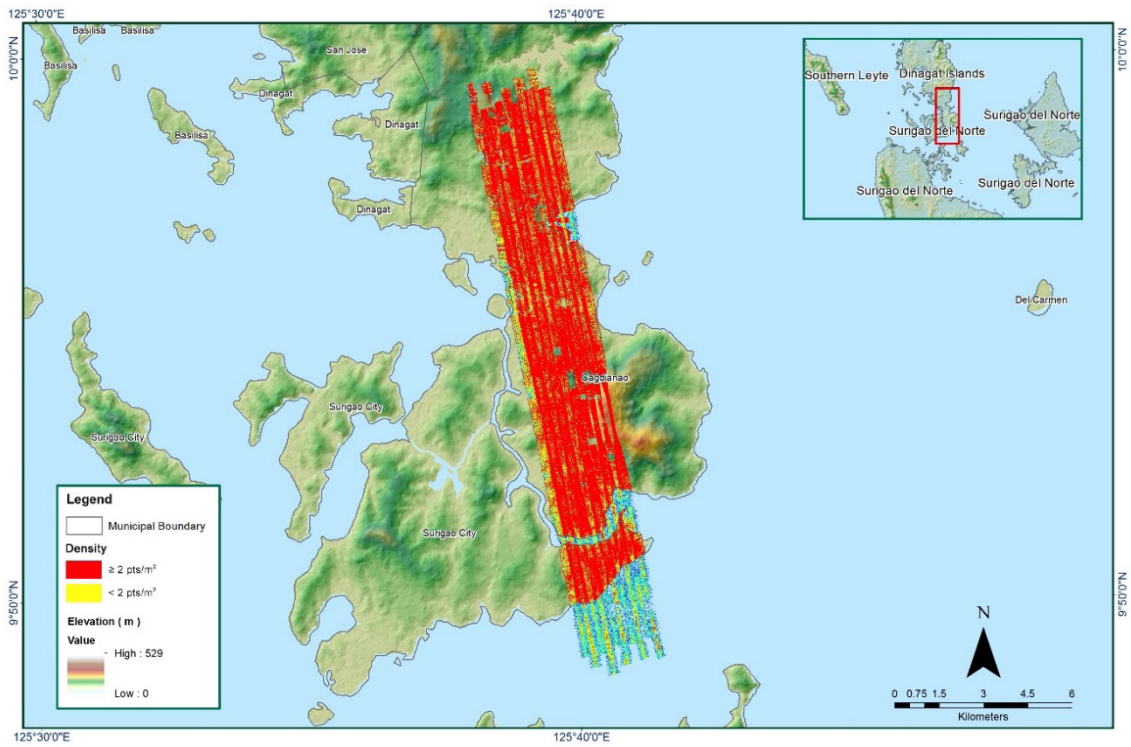 125°30'0"E
125°40'0"E
Basilisa
Basilisa
San Jose
Basilisa
10°0'0"N
10°0'0"N
Dinagat
Dinagat
Basilisa
Dinagat
Southern Leyte
Dinagat Islands
Surigao del Norte
Surigao del Norte
Surigao del Norte
Surigao del Norte
Del Carmen
Cagdianao
Surigao City
Surigao City
Surigao City
Legend
Municipal Boundary
Density
≥ 2 pts/m²
< 2 pts/m²
Elevation ( m )
Value
High : 529
Low : 0
9°50'0"N
9°50'0"N
N
0 0.75 1.5 3 4.5 6
Kilometers
125°30'0"E
125°40'0"E